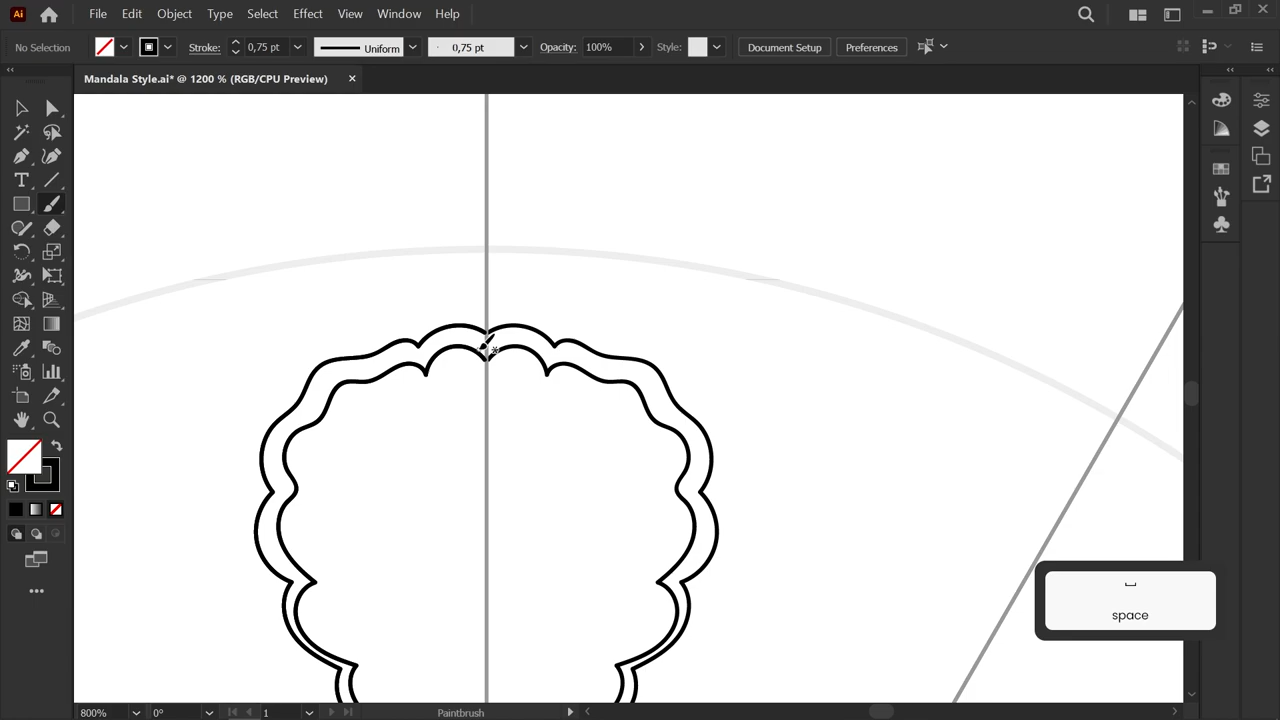 Ai File Edit Object Type Select Effect View Window Help
No Selection Stroke: 0,75 pt Uniform 0,75 pt Opacity: 100% Style: Document Setup Preferences
Mandala Style.ai* @ 1200 % (RGB/CPU Preview)
space
800% 0° 1 Paintbrush